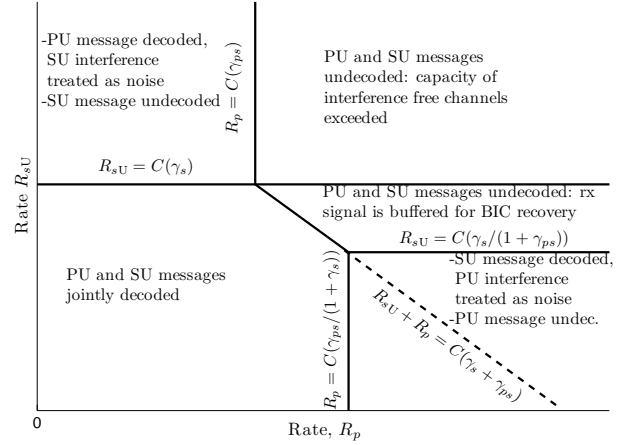 -PU message decoded,
SU interference
treated as noise
-SU message undecoded
R_p = C(γ_ps)
PU and SU messages
undecoded: capacity of
interference free channels
exceeded
R_sU = C(γ_s)
Rate R_sU
PU and SU messages undecoded: rx
signal is buffered for BIC recovery
R_sU = C(γ_s/(1 + γ_ps))
PU and SU messages
jointly decoded
R_p = C(γ_ps/(1 + γ_s))
-SU message decoded,
PU interference
treated as noise
-PU message undec.
R_sU + R_p = C(γ_s + γ_ps)
0
Rate, R_p